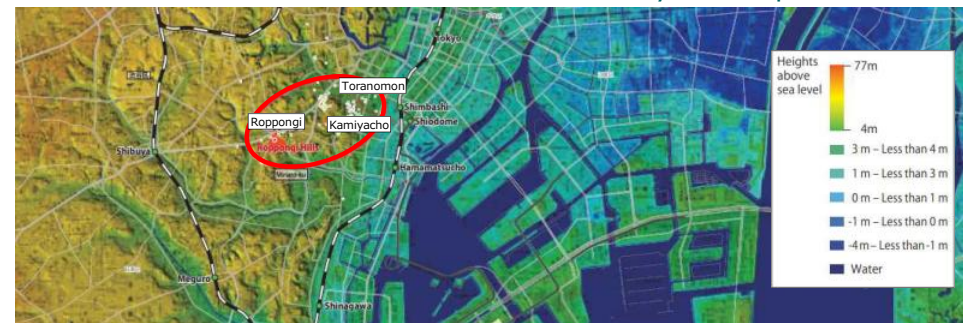 Tokyo
Toranomon
Roppongi
Kamiyacho
Shimbashi
Shiodome
Roppongi Hills
Shibuya
Hamamatsucho
Meguro
Shinagawa
Heights
above
sea level
77m
4m
3 m – Less than 4 m
1 m – Less than 3 m
0 m – Less than 1 m
-1 m – Less than 0 m
-4m – Less than -1 m
Water